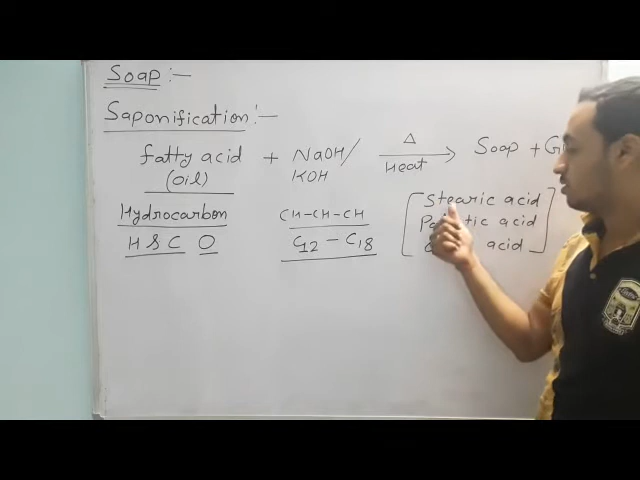 Soap :-
Saponification :-
fatty acid + NaOH/ Δ Soap +
(oil) KOH Heat
Hydrocarbon CH-CH-CH Stearic acid
H & C O C12 - C18 acid
acid